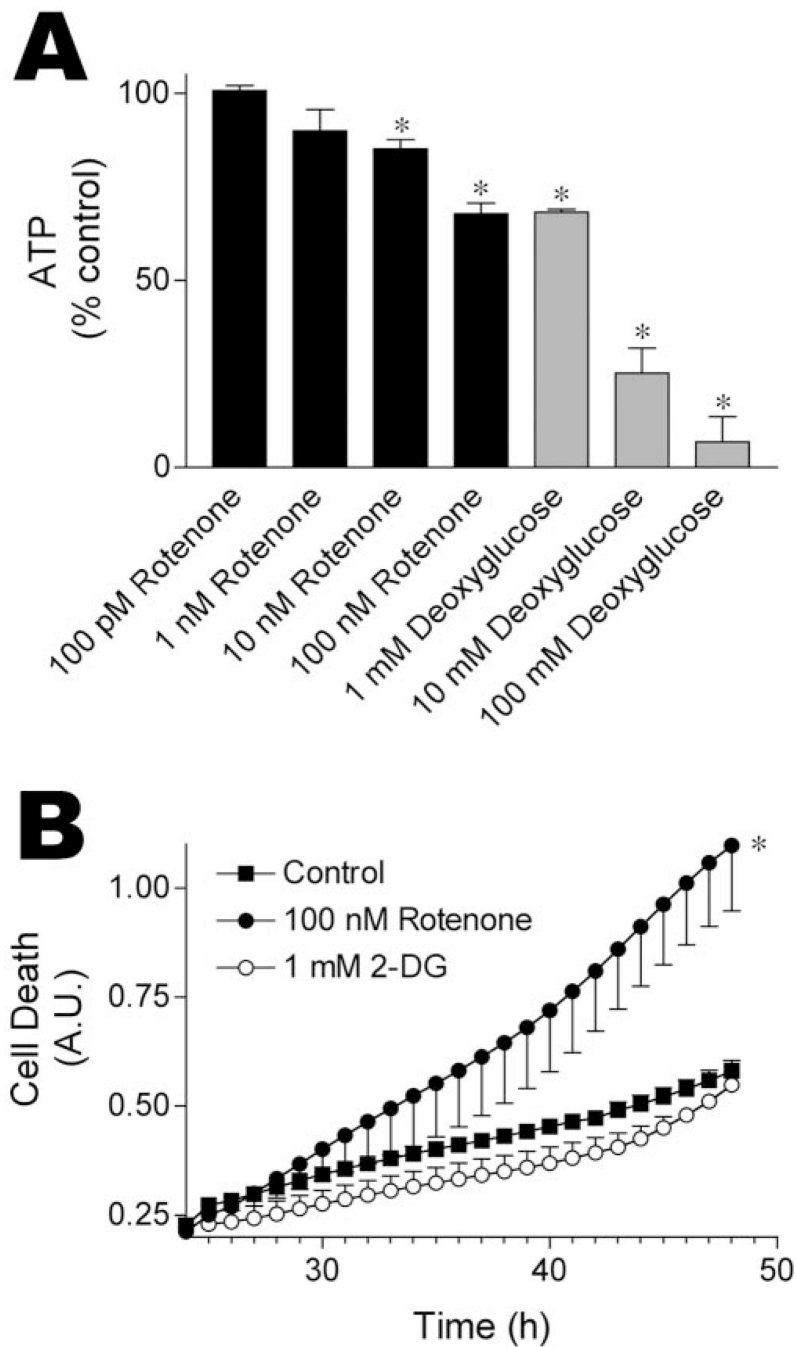 A
100
50
0
ATP
(% control)
*
*
*
*
*
100 pM Rotenone
1 nM Rotenone
10 nM Rotenone
100 nM Rotenone
1 mM Deoxyglucose
10 mM Deoxyglucose
100 mM Deoxyglucose
B
Control
100 nM Rotenone
1 mM 2-DG
*
1.00
0.75
0.50
0.25
Cell Death
(A.U.)
30
40
50
Time (h)